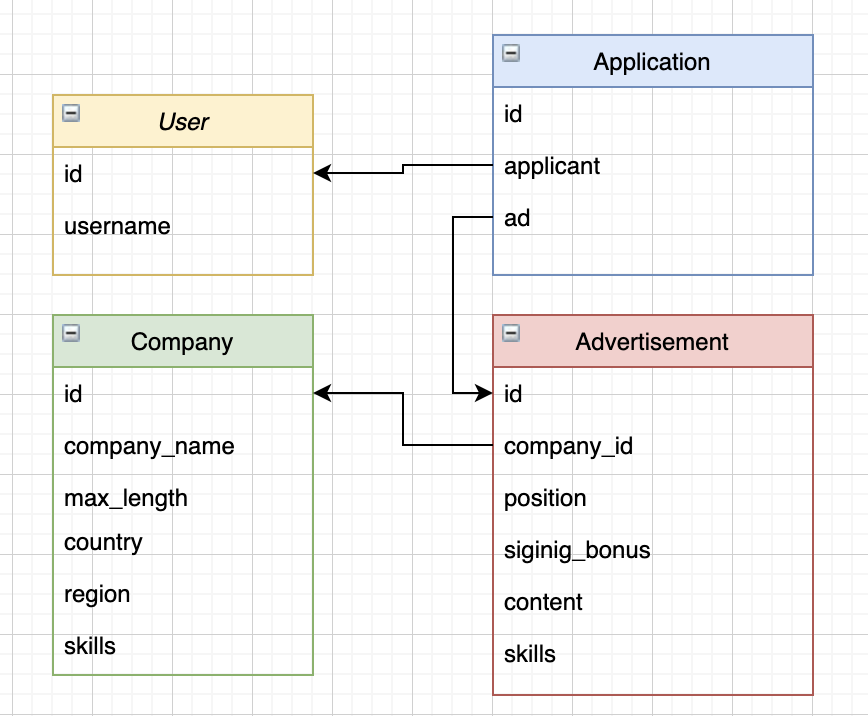 User
id
username
Application
id
applicant
ad
Company
id
company_name
max_length
country
region
skills
Advertisement
id
company_id
position
siginig_bonus
content
skills